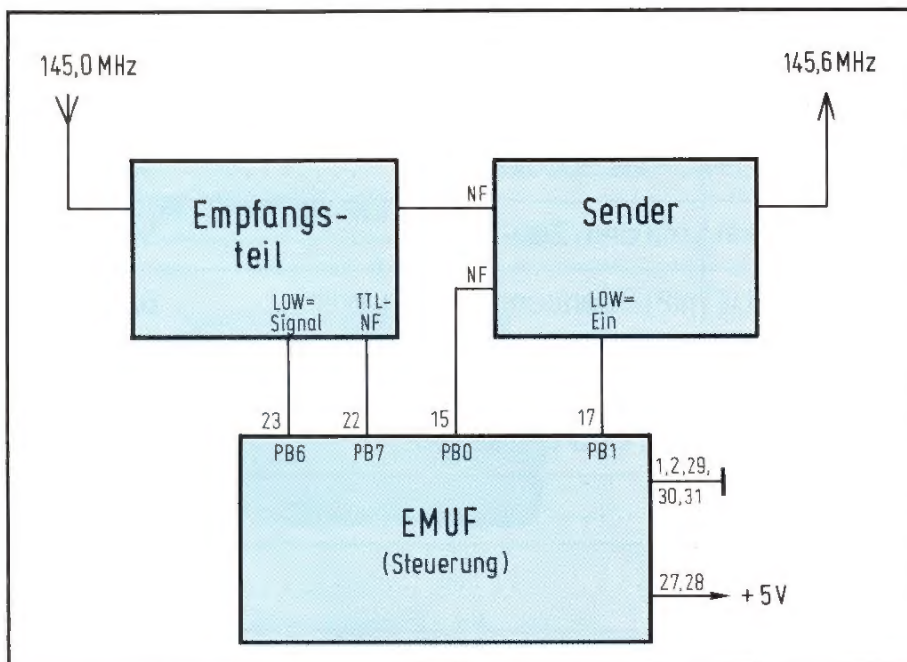 145,0 MHz
145,6 MHz
Empfangs-
teil
LOW=
Signal
TTL-
NF
NF
NF
Sender
LOW=
Ein
23
22
15
17
PB6
PB7
PB0
PB1
EMUF
(Steuerung)
1,2,29,
30,31
27,28
+5V